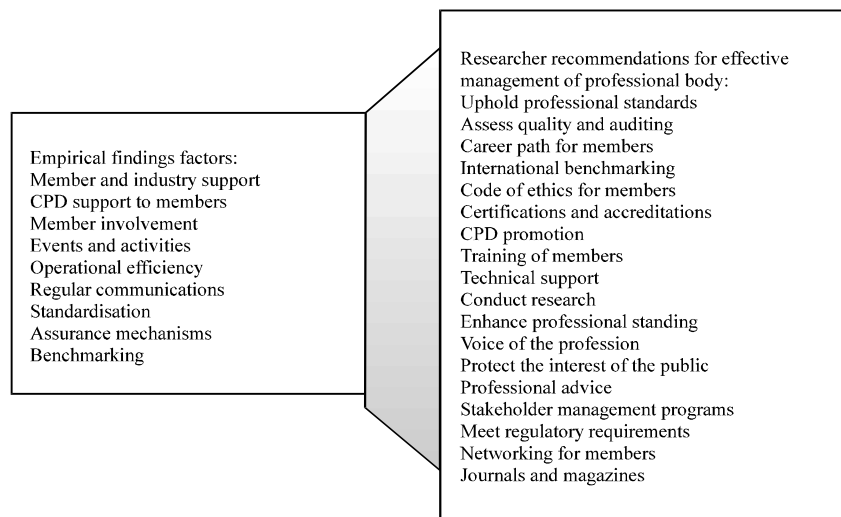 Empirical findings factors:
Member and industry support
CPD support to members
Member involvement
Events and activities
Operational efficiency
Regular communications
Standardisation
Assurance mechanisms
Benchmarking
Researcher recommendations for effective
management of professional body:
Uphold professional standards
Assess quality and auditing
Career path for members
International benchmarking
Code of ethics for members
Certifications and accreditations
CPD promotion
Training of members
Technical support
Conduct research
Enhance professional standing
Voice of the profession
Protect the interest of the public
Professional advice
Stakeholder management programs
Meet regulatory requirements
Networking for members
Journals and magazines